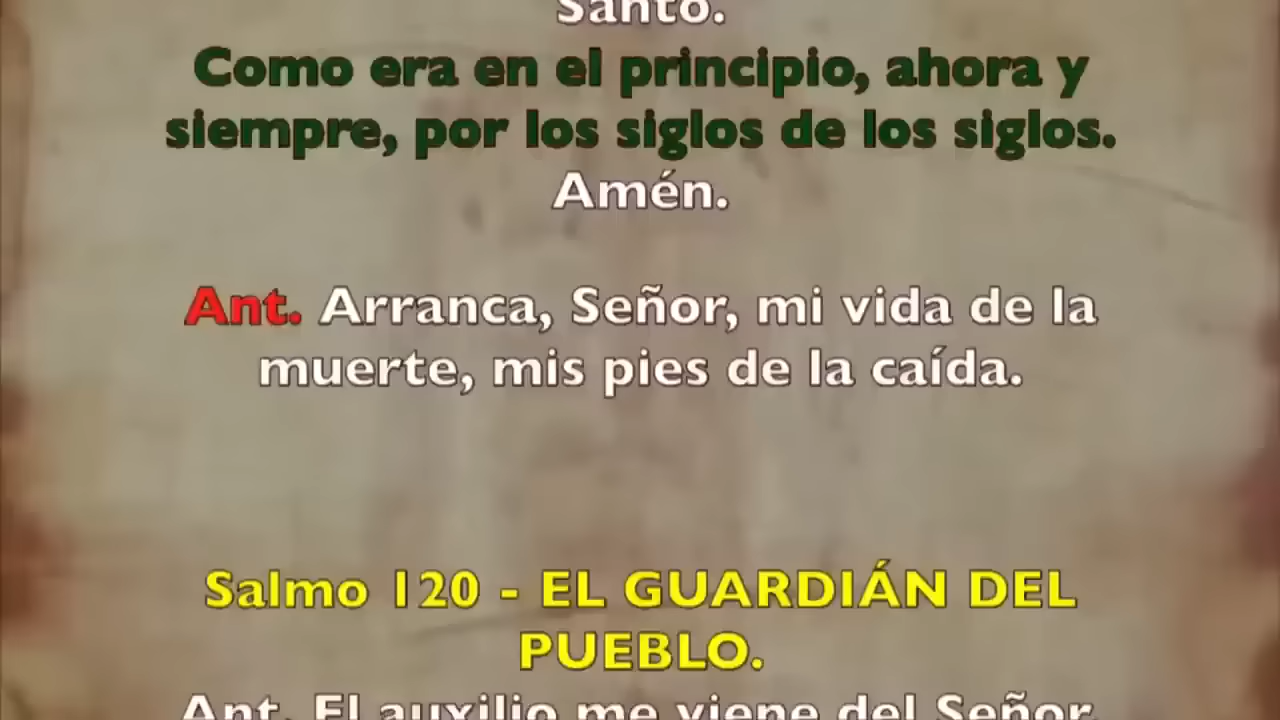 Santo.
Como era en el principio, ahora y
siempre, por los siglos de los siglos.
Amén.
Ant. Arranca, Señor, mi vida de la
muerte, mis pies de la caída.
Salmo 120 - EL GUARDIÁN DEL
PUEBLO.
Ant. El auxilio me viene del Señor,